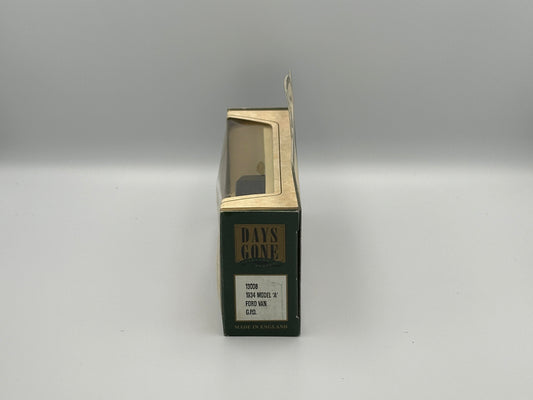 DAYS
GONE
13008
1934 MODEL 'A'
FORD VAN
G.P.O.
MADE IN ENGLAND